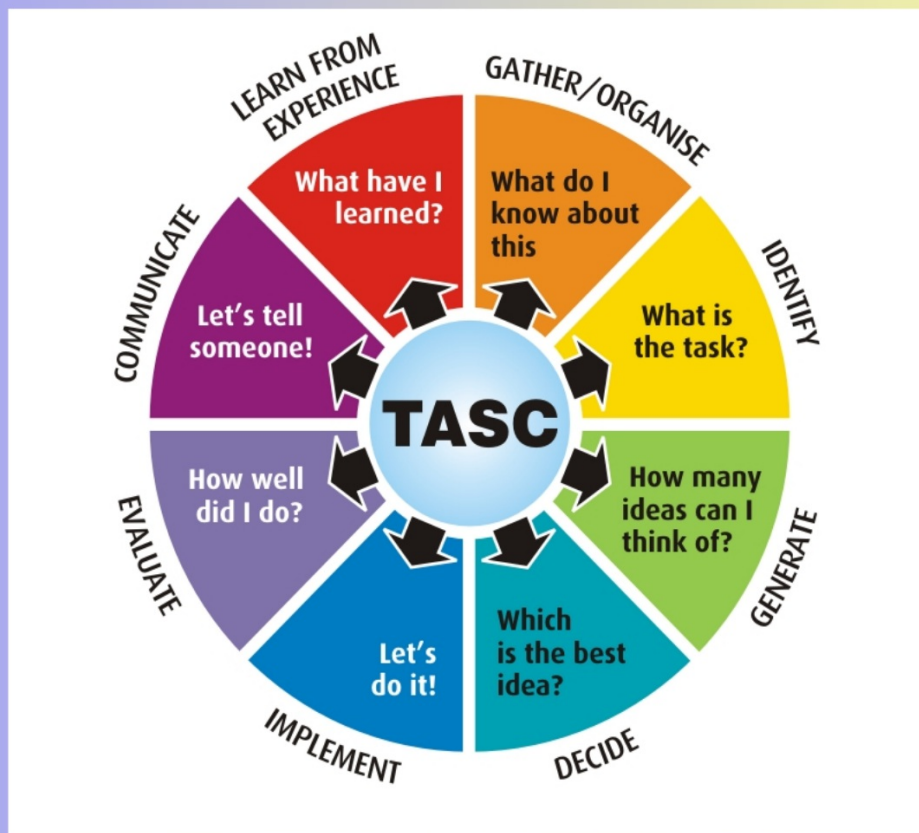 LEARN FROM
EXPERIENCE
What have I
learned?
GATHER/ORGANISE
What do I
know about
this
IDENTIFY
What is
the task?
GENERATE
How many
ideas can I
think of?
DECIDE
Which
is the best
idea?
IMPLEMENT
Let's
do it!
EVALUATE
How well
did I do?
COMMUNICATE
Let's tell
someone!
TASC